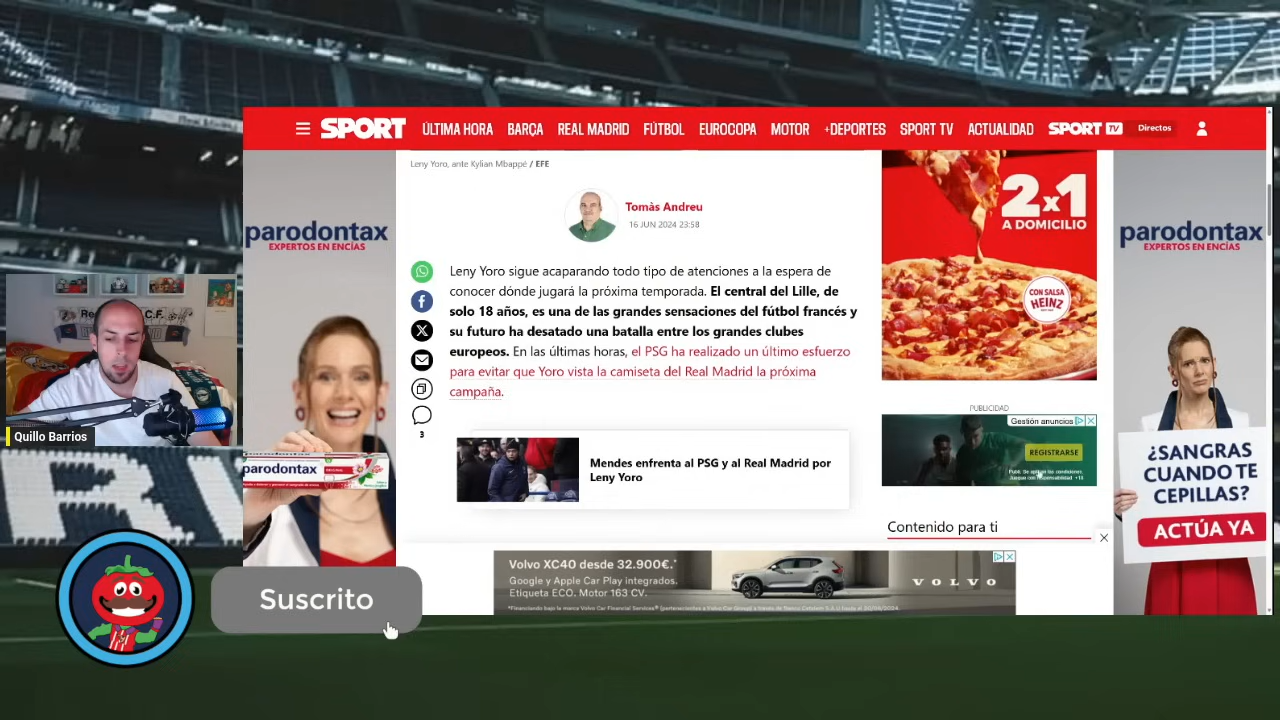 SPORT
ÚLTIMA HORA
BARÇA
REAL MADRID
FÚTBOL
EUROCOPA
MOTOR
+DEPORTES
SPORT TV
ACTUALIDAD
SPORT TV
Directos
Leny Yoro, ante Kylian Mbappé / EFE
Tomàs Andreu
16 JUN 2024 23:58
Leny Yoro sigue acaparando todo tipo de atenciones a la espera de
conocer dónde jugará la próxima temporada. El central del Lille, de
solo 18 años, es una de las grandes sensaciones del fútbol francés y
su futuro ha desatado una batalla entre los grandes clubes
europeos. En las últimas horas, el PSG ha realizado un último esfuerzo
para evitar que Yoro vista la camiseta del Real Madrid la próxima
campaña.
3
Mendes enfrenta al PSG y al Real Madrid por
Leny Yoro
parodontax
EXPERTOS EN ENCÍAS
parodontax
2x1
A DOMICILIO
CON SALSA
HEINZ
PUBLICIDAD
Gestión anuncios
REGISTRARSE
Contenido para ti
parodontax
EXPERTOS EN ENCÍAS
¿SANGRAS
CUANDO TE
CEPILLAS?
ACTÚA YA
Volvo XC40 desde 32.900€.*
Google y Apple Car Play integrados.
Etiqueta ECO. Motor 163 CV.
VOLVO
Quillo Barrios
RI
Suscrito